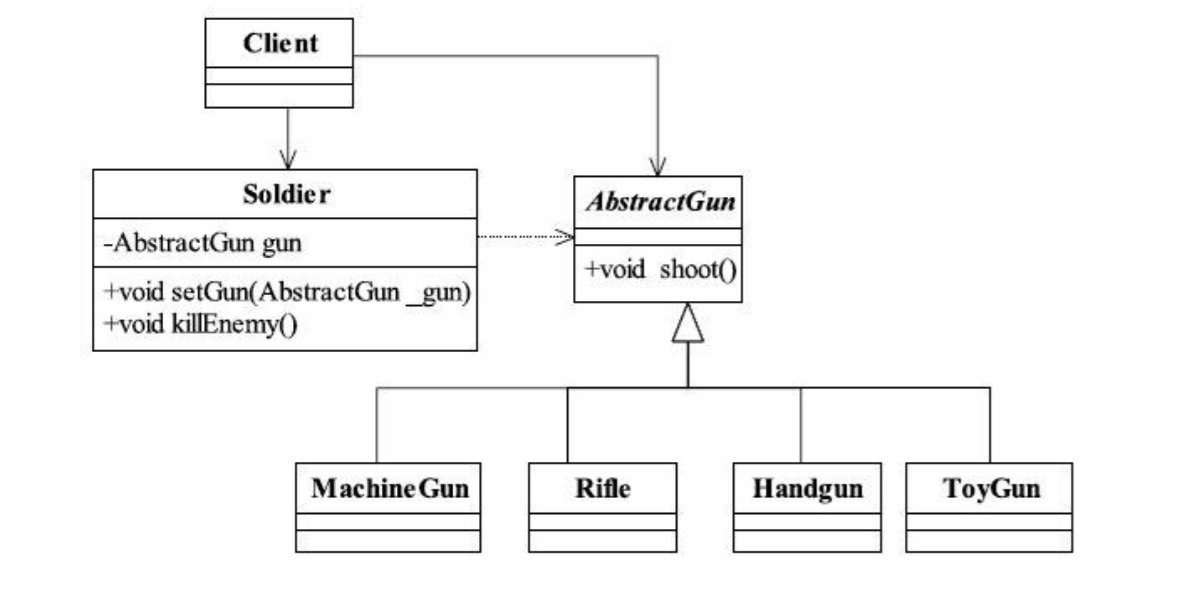 Client
Soldier
-AbstractGun gun
+void setGun(AbstractGun _gun)
+void killEnemy()
AbstractGun
+void shoot()
MachineGun
Rifle
Handgun
ToyGun